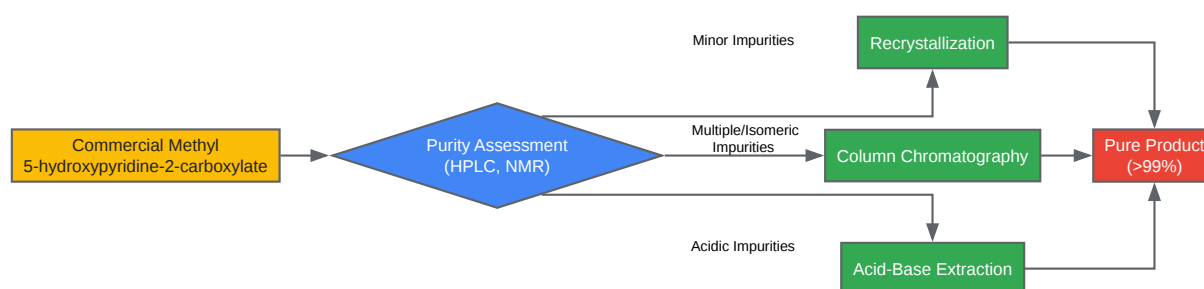 Commercial Methyl
5-hydroxypyridine-2-carboxylate
Purity Assessment
(HPLC, NMR)
Minor Impurities
Recrystallization
Multiple/Isomeric
Impurities
Column Chromatography
Acidic Impurities
Acid-Base Extraction
Pure Product
(>99%)